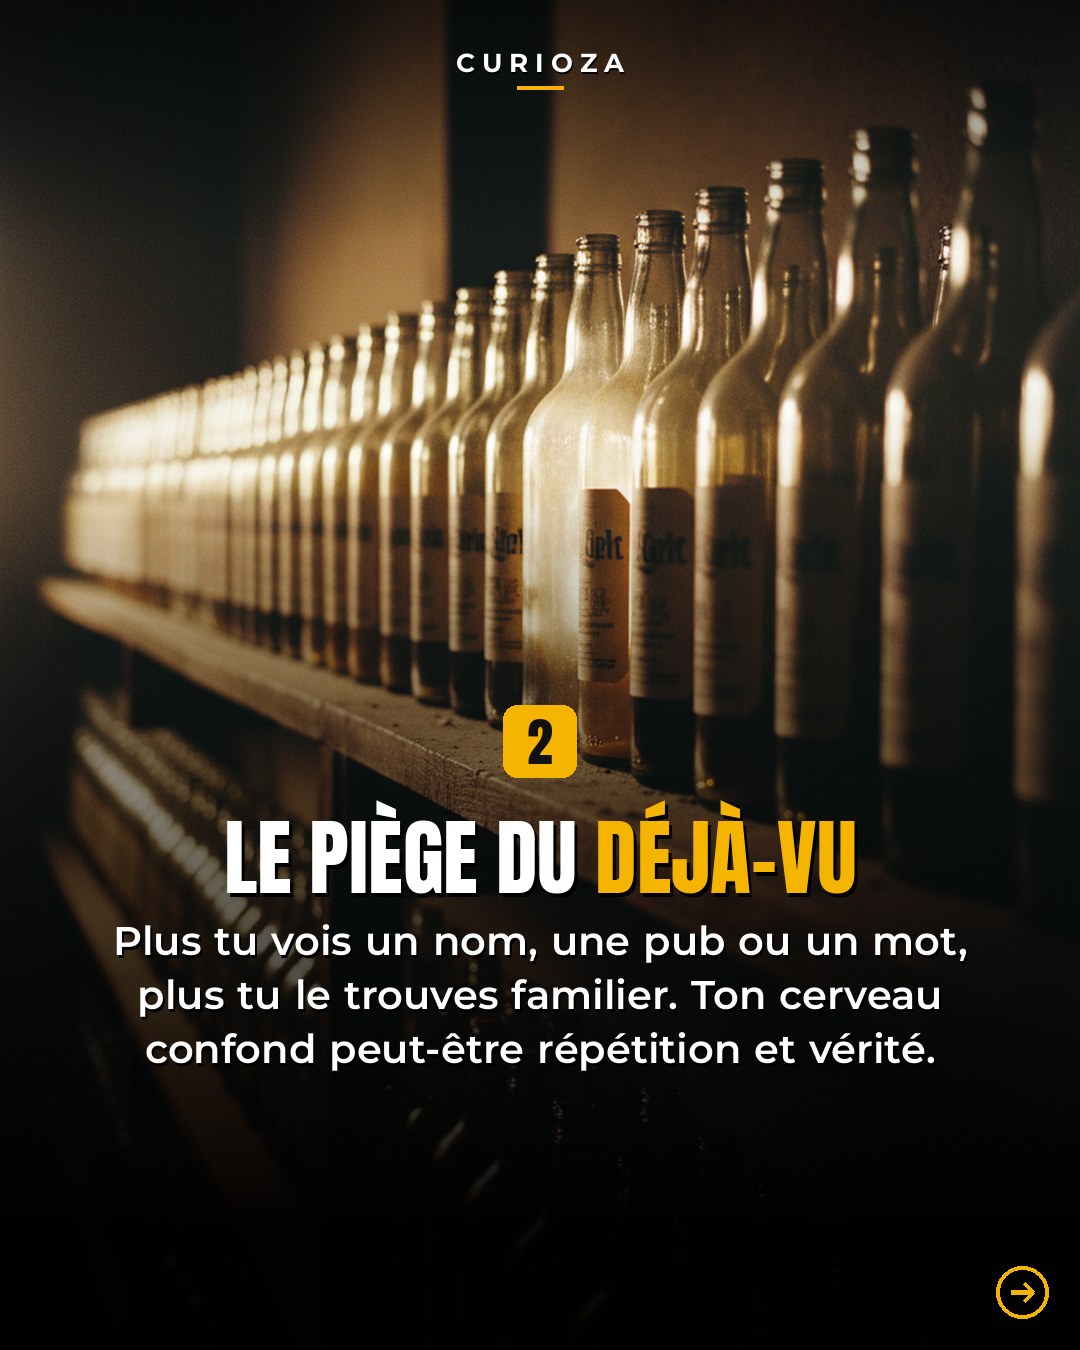 CURIOZA
2
LE PIÈGE DU DÉJÀ-VU
Plus tu vois un nom, une pub ou un mot,
plus tu le trouves familier. Ton cerveau
confond peut-être répétition et vérité.